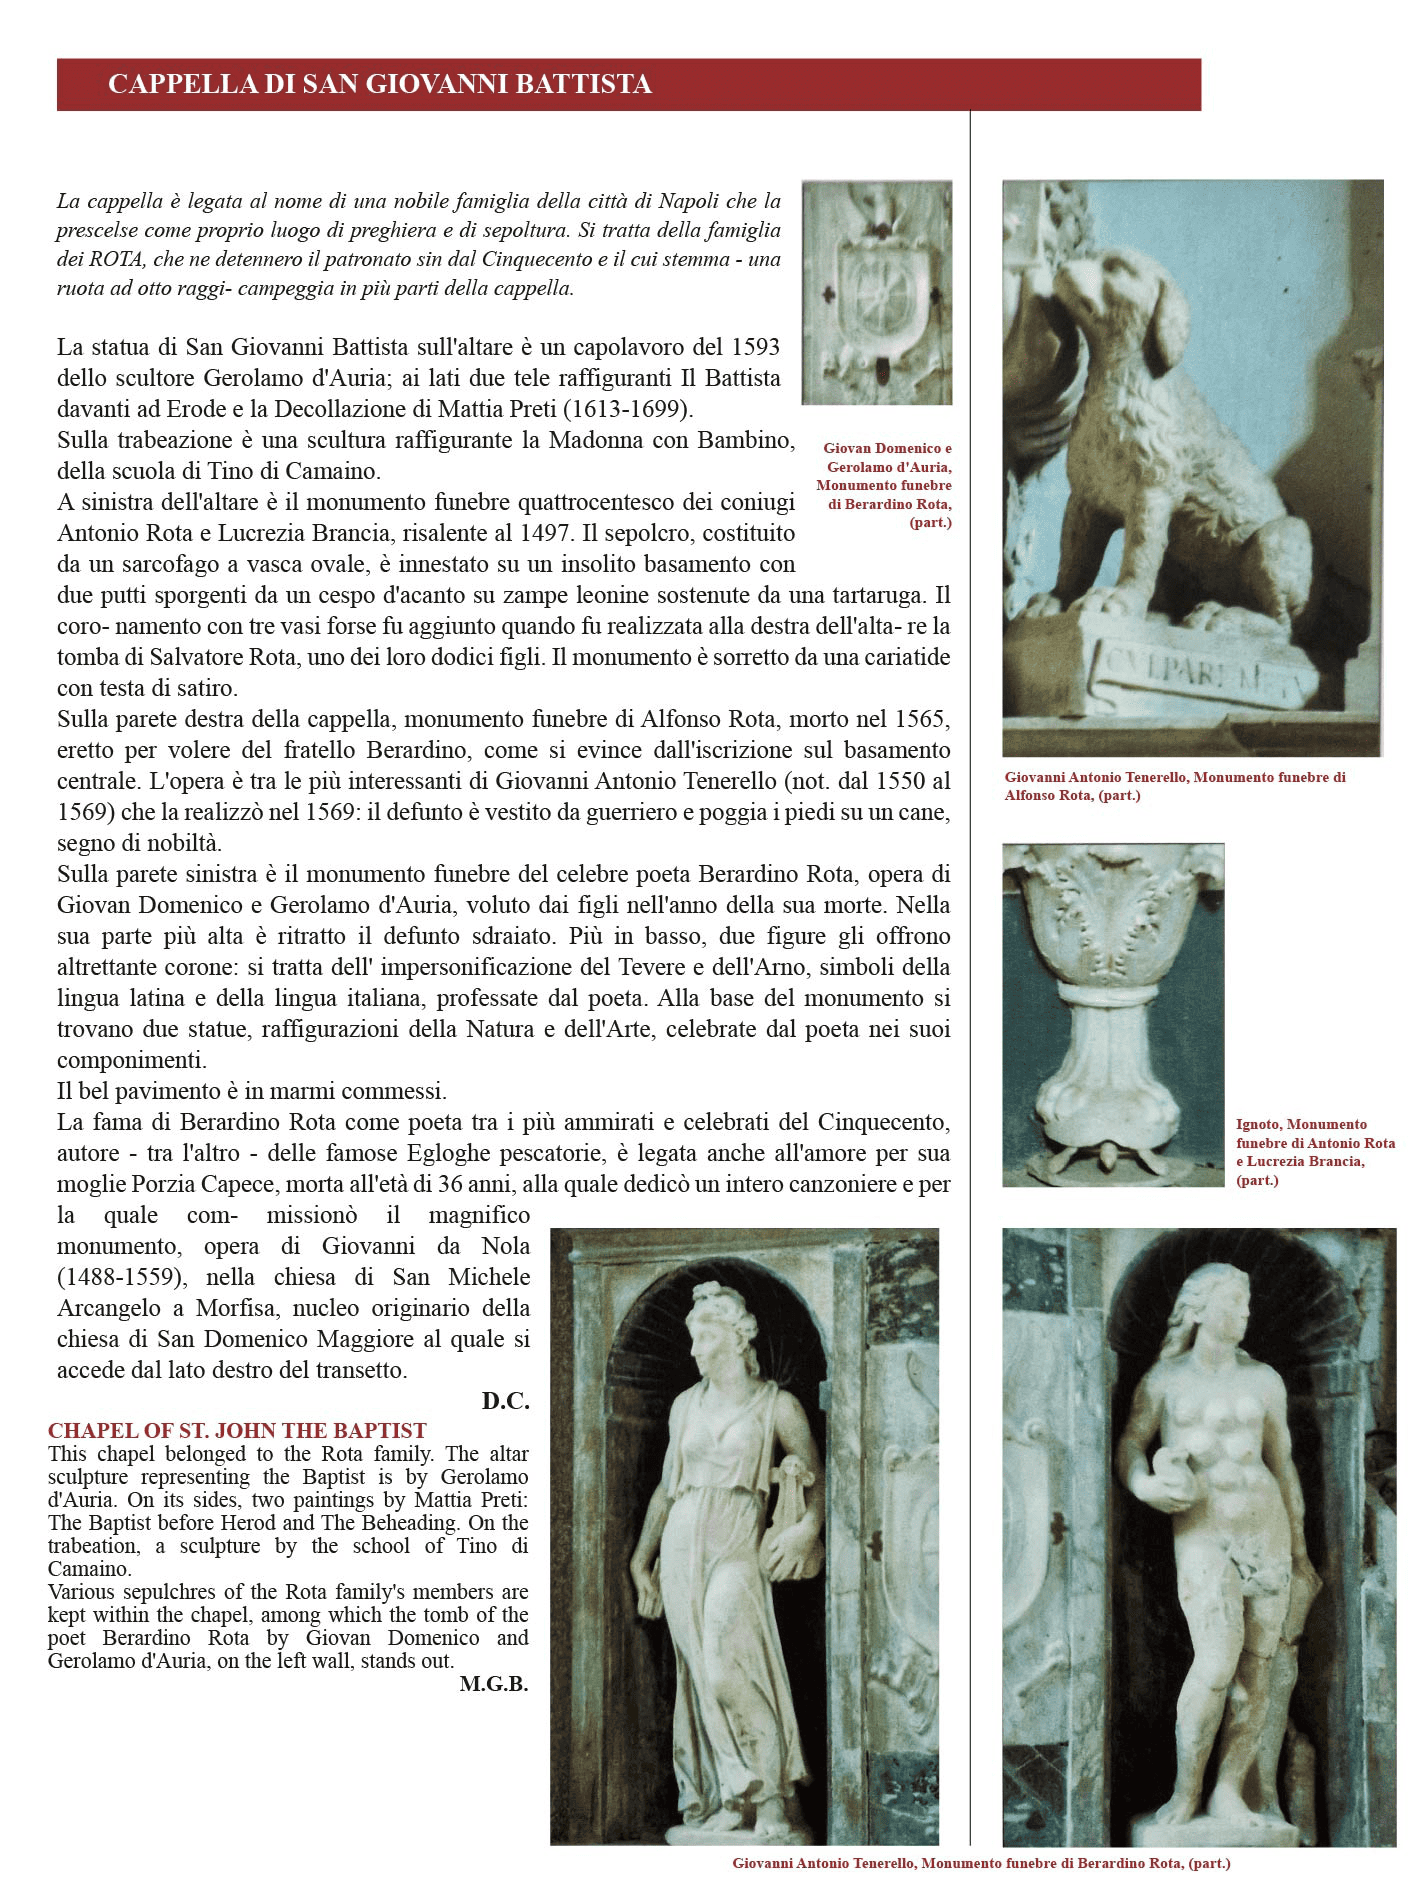 CAPPELLA DI SAN GIOVANNI BATTISTA
La cappella è legata al nome di una nobile famiglia della città di Napoli che la
prescelse come proprio luogo di preghiera e di sepoltura. Si tratta della famiglia
dei ROTA, che ne detennero il patronato sin dal Cinquecento e il cui stemma - una
ruota ad otto raggi- campeggia in più parti della cappella.
La statua di San Giovanni Battista sull'altare è un capolavoro del 1593
dello scultore Gerolamo d'Auria; ai lati due tele raffiguranti Il Battista
davanti ad Erode e la Decollazione di Mattia Preti (1613-1699).
Sulla trabeazione è una scultura raffigurante la Madonna con Bambino,
della scuola di Tino di Camaino.
A sinistra dell'altare è il monumento funebre quattrocentesco dei coniugi
Antonio Rota e Lucrezia Brancia, risalente al 1497. Il sepolcro, costituito
da un sarcofago a vasca ovale, è innestato su un insolito basamento con
due putti sporgenti da un cespo d'acanto su zampe leonine sostenute da una tartaruga. Il
coro- namento con tre vasi forse fu aggiunto quando fu realizzata alla destra dell'alta- re la
tomba di Salvatore Rota, uno dei loro dodici figli. Il monumento è sorretto da una cariatide
con testa di satiro.
Sulla parete destra della cappella, monumento funebre di Alfonso Rota, morto nel 1565,
eretto per volere del fratello Berardino, come si evince dall'iscrizione sul basamento
centrale. L'opera è tra le più interessanti di Giovanni Antonio Tenerello (not. dal 1550 al
1569) che la realizzò nel 1569: il defunto è vestito da guerriero e poggia i piedi su un cane,
segno di nobiltà.
Sulla parete sinistra è il monumento funebre del celebre poeta Berardino Rota, opera di
Giovan Domenico e Gerolamo d'Auria, voluto dai figli nell'anno della sua morte. Nella
sua parte più alta è ritratto il defunto sdraiato. Più in basso, due figure gli offrono
altrettante corone: si tratta dell' impersonificazione del Tevere e dell'Arno, simboli della
lingua latina e della lingua italiana, professate dal poeta. Alla base del monumento si
trovano due statue, raffigurazioni della Natura e dell'Arte, celebrate dal poeta nei suoi
componimenti.
Il bel pavimento è in marmi commessi.
La fama di Berardino Rota come poeta tra i più ammirati e celebrati del Cinquecento,
autore - tra l'altro - delle famose Egloghe pescatorie, è legata anche all'amore per sua
moglie Porzia Capece, morta all'età di 36 anni, alla quale dedicò un intero canzoniere e per
la quale com- missionò il magnifico
monumento, opera di Giovanni da Nola
(1488-1559), nella chiesa di San Michele
Arcangelo a Morfisa, nucleo originario della
chiesa di San Domenico Maggiore al quale si
accede dal lato destro del transetto.
D.C.
CHAPEL OF ST. JOHN THE BAPTIST
This chapel belonged to the Rota family. The altar
sculpture representing the Baptist is by Gerolamo
d'Auria. On its sides, two paintings by Mattia Preti:
The Baptist before Herod and The Beheading. On the
trabeation, a sculpture by the school of Tino di
Camaino.
Various sepulchres of the Rota family's members are
kept within the chapel, among which the tomb of the
poet Berardino Rota by Giovan Domenico and
Gerolamo d'Auria, on the left wall, stands out.
M.G.B.
Giovan Domenico e
Gerolamo d'Auria,
Monumento funebre
di Berardino Rota,
(part.)
Giovanni Antonio Tenerello, Monumento funebre di
Alfonso Rota, (part.)
Ignoto, Monumento
funebre di Antonio Rota
e Lucrezia Brancia,
(part.)
Giovanni Antonio Tenerello, Monumento funebre di Berardino Rota, (part.)